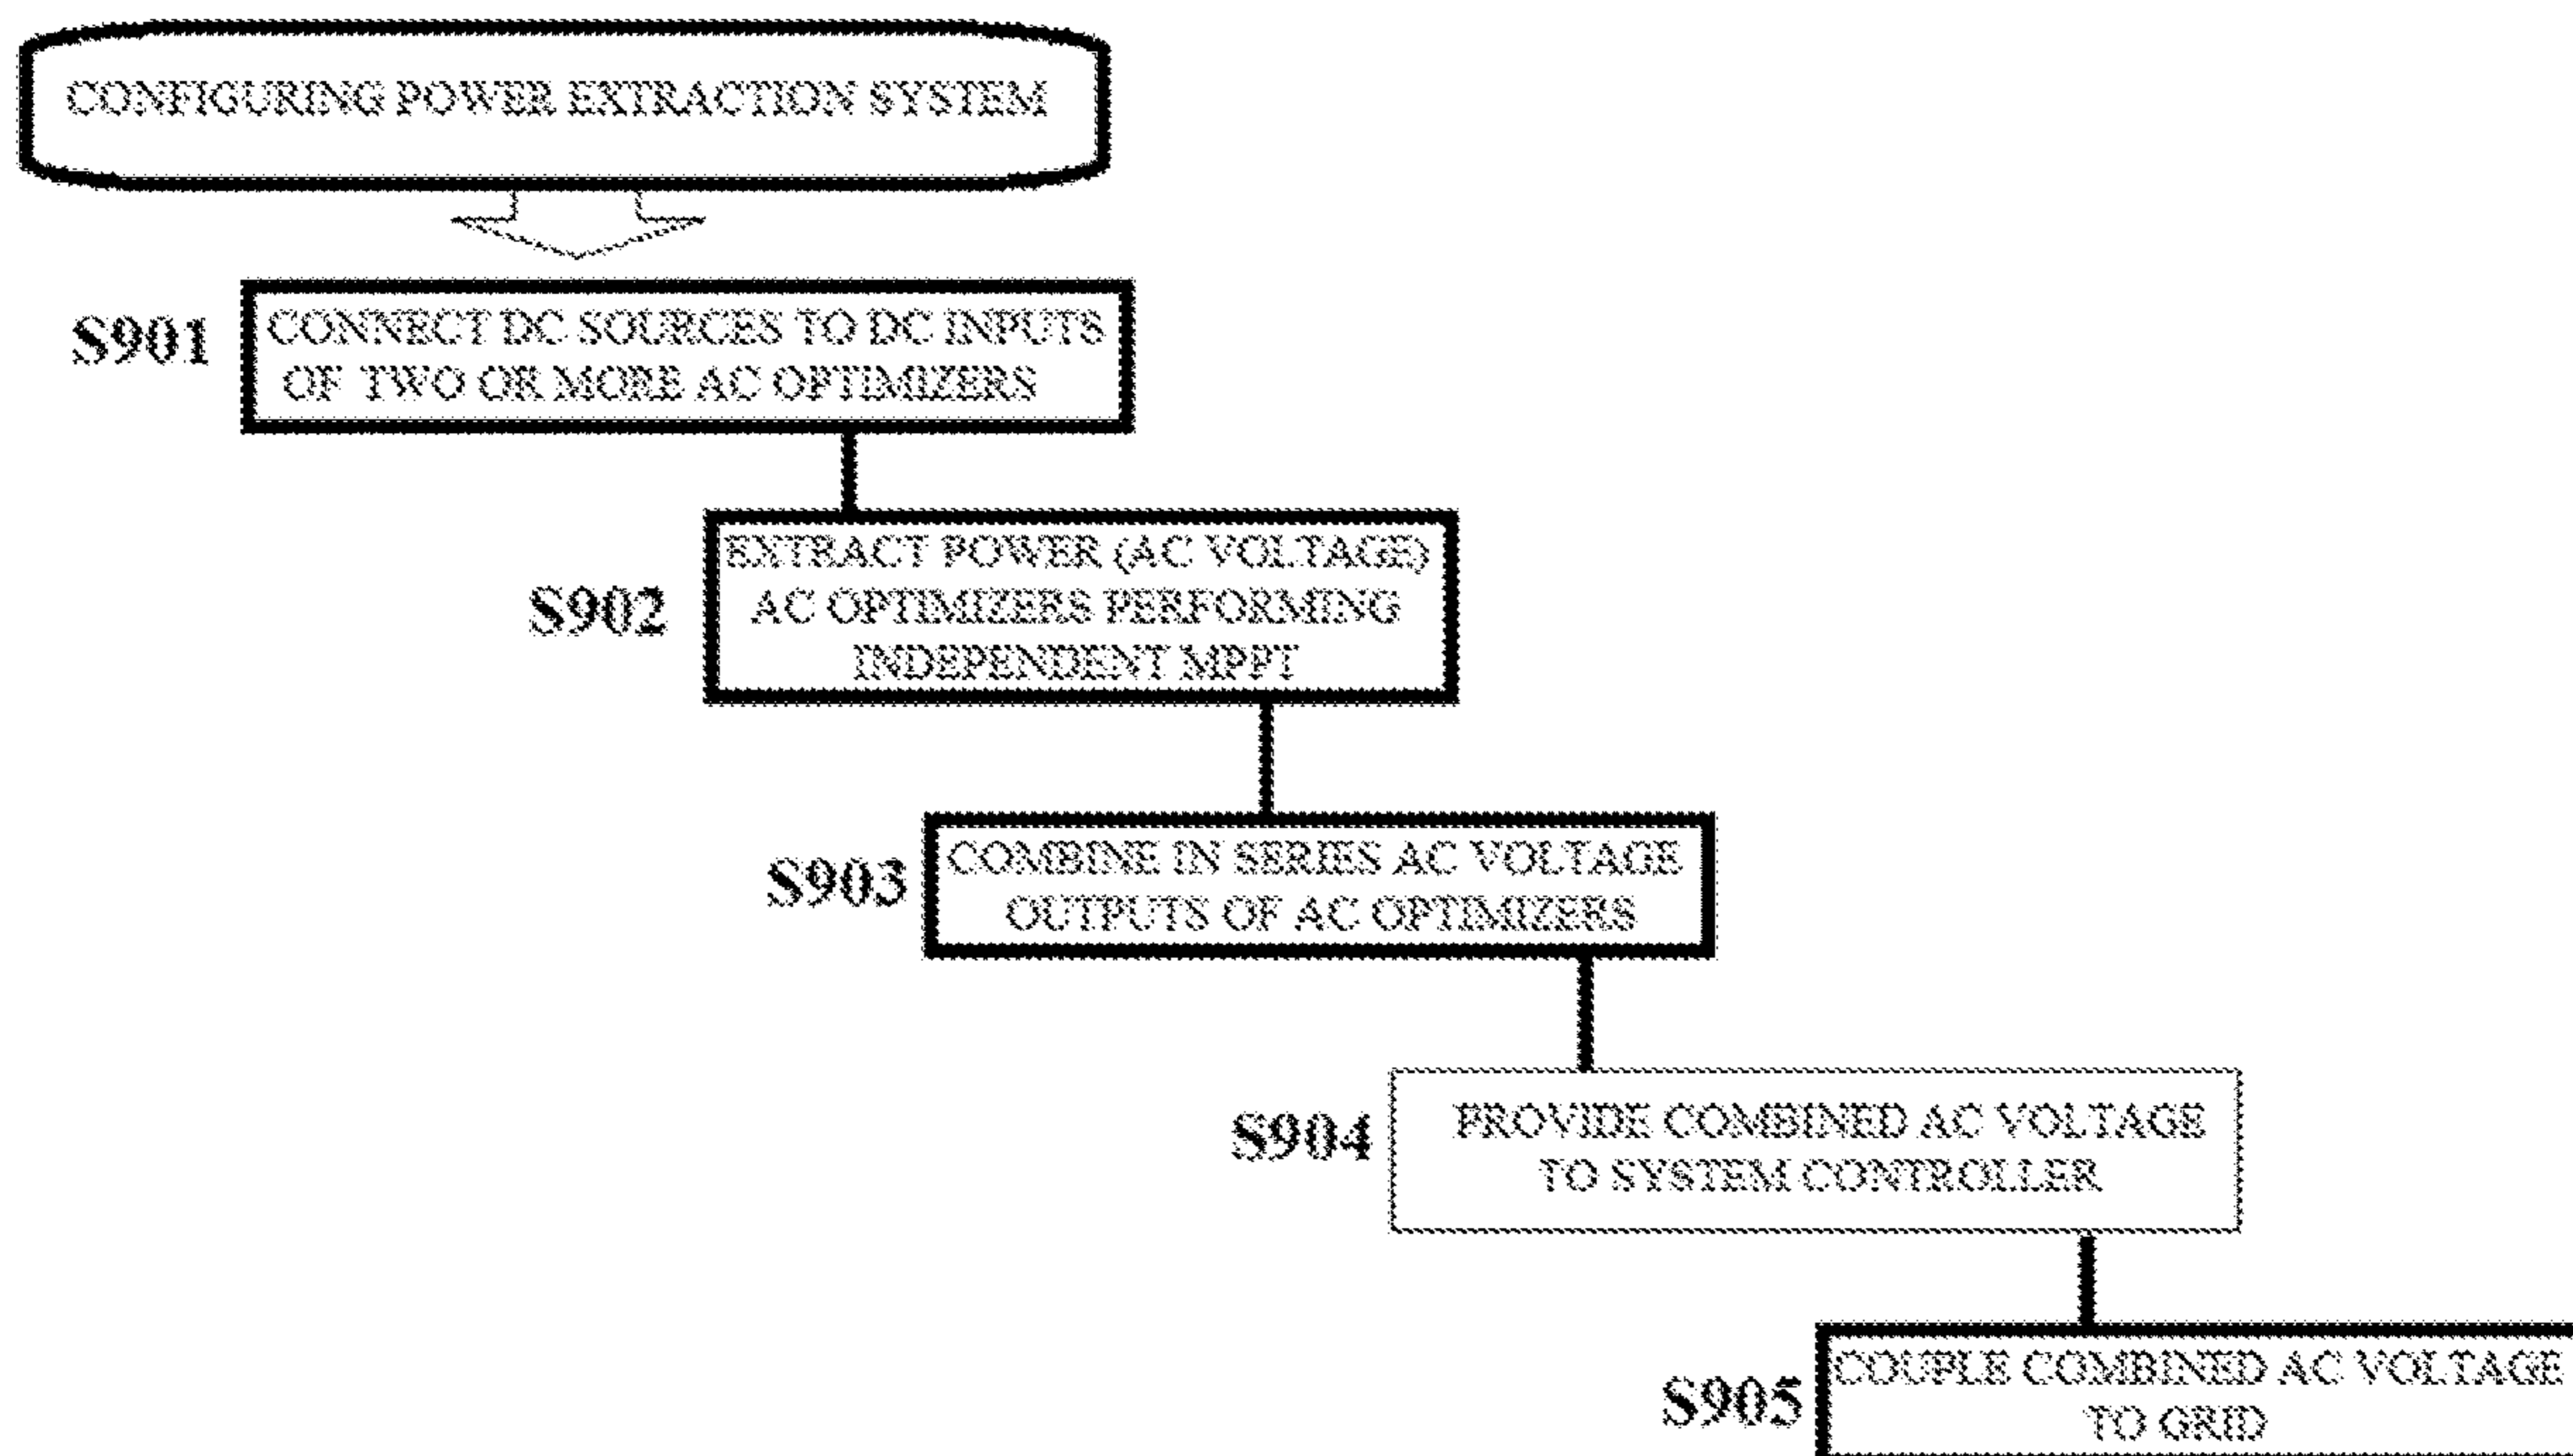 CONFIGURING POWER EXTRACTION SYSTEM
S901
CONNECT DC SOURCES TO DC INPUTS
OF TWO OR MORE AC OPTIMIZERS
S902
EXTRACT POWER (AC VOLTAGE)
AC OPTIMIZERS PERFORMING
INDEPENDENT MPPT
S903
COMBINE IN SERIES AC VOLTAGE
OUTPUTS OF AC OPTIMIZERS
S904
PROVIDE COMBINED AC VOLTAGE
TO SYSTEM CONTROLLER
S905
COUPLE COMBINED AC VOLTAGE
TO GRID